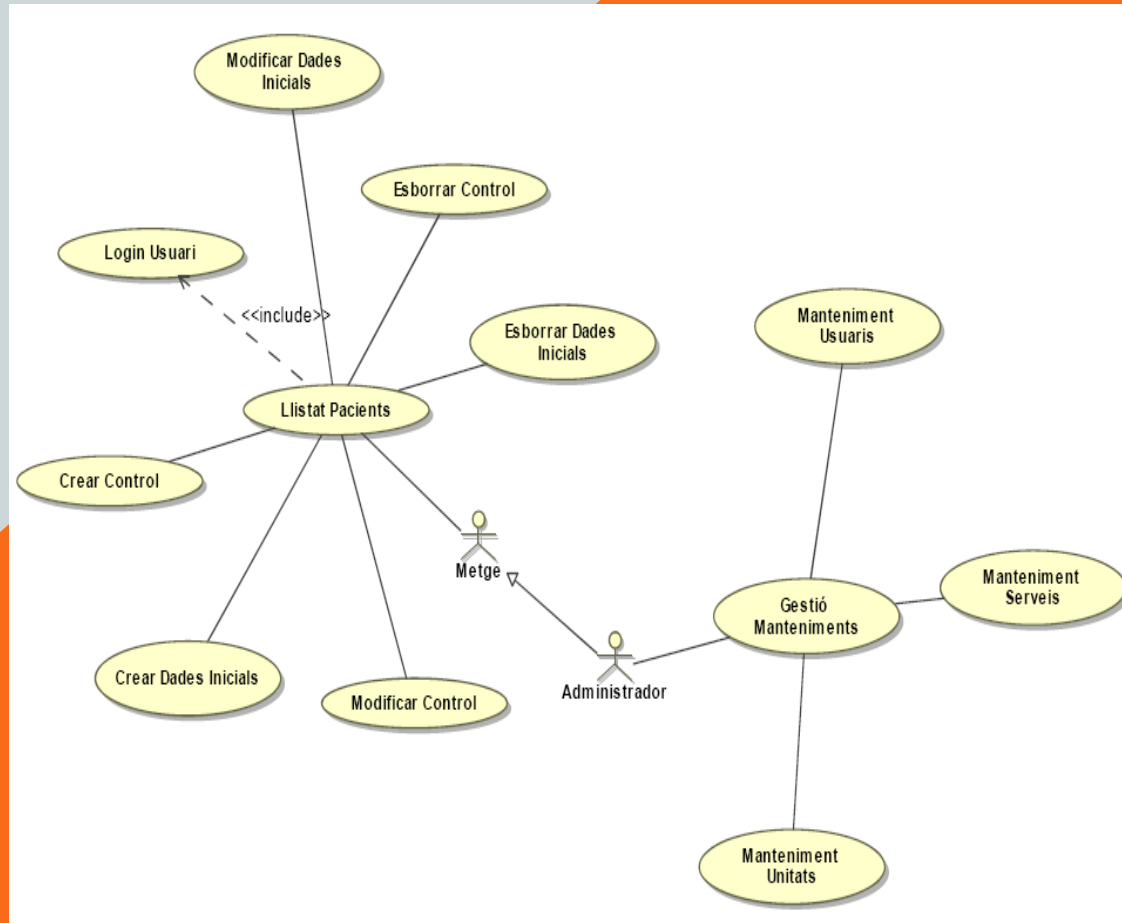 Modificar Dades
Inicials
Esborrar Control
Login Usuari
<<include>>
Manteniment
Usuaris
Esborrar Dades
Inicials
Llistat Pacients
Crear Control
Metge
Manteniment
Serveis
Gestió
Manteniments
Crear Dades Inicials
Administrador
Modificar Control
Manteniment
Unitats